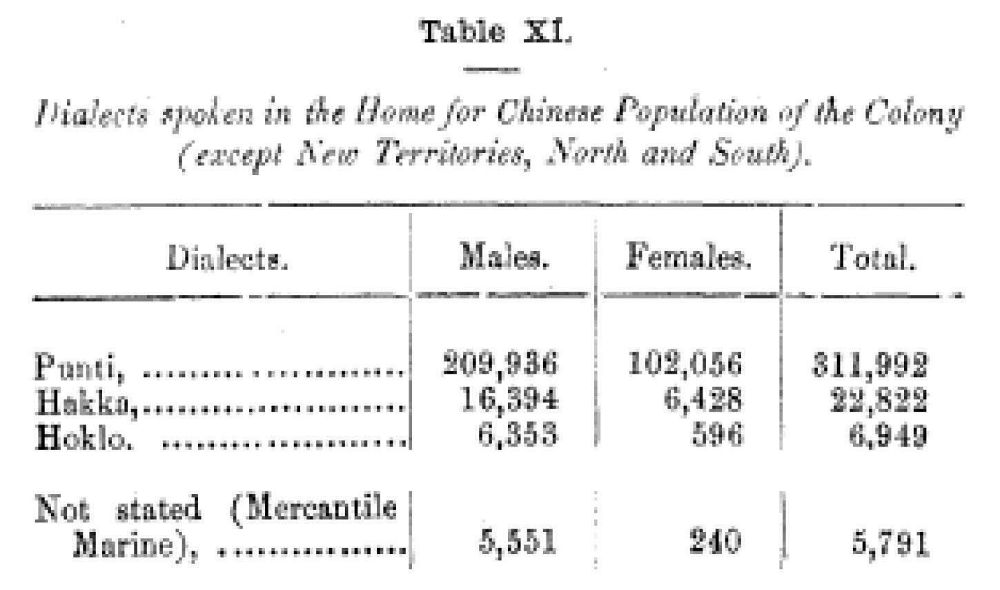 Table XI.
Dialects spoken in the Home for Chinese Population of the Colony
(except New Territories, North and South).
Dialects. Males. Females. Total.
Punti, 209,936 102,056 311,992
Hakka, 16,394 6,428 22,822
Hoklo. 6,353 596 6,949
Not stated (Mercantile
Marine), 5,551 240 5,791